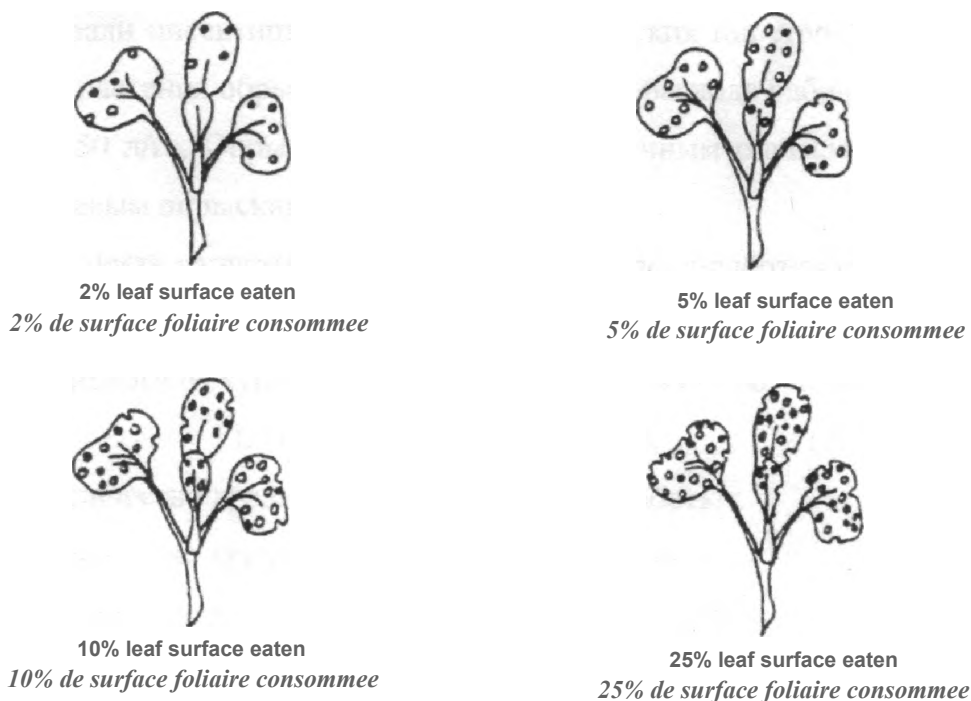 2% leaf surface eaten
2% de surface foliaire consommee
5% leaf surface eaten
5% de surface foliaire consommee
10% leaf surface eaten
10% de surface foliaire consommee
25% leaf surface eaten
25% de surface foliaire consommee